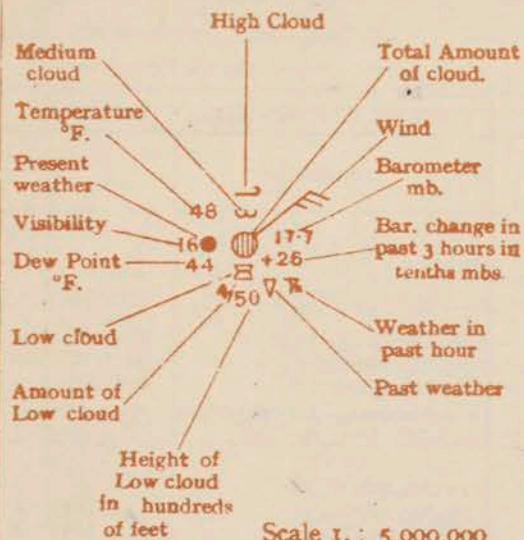 High Cloud
Medium
cloud
Total Amount
of cloud.
Temperature
°F.
Wind
Present
weather
Barometer
mb.
48
Visibility
16
17.7
Bar. change in
past 3 hours in
tenths mbs.
Dew Point
°F.
44
+26
50
Low cloud
Weather in
past hour
Amount of
Low cloud
Past weather
Height of
Low cloud
in hundreds
of feet
Scale 1. : 5,000,000